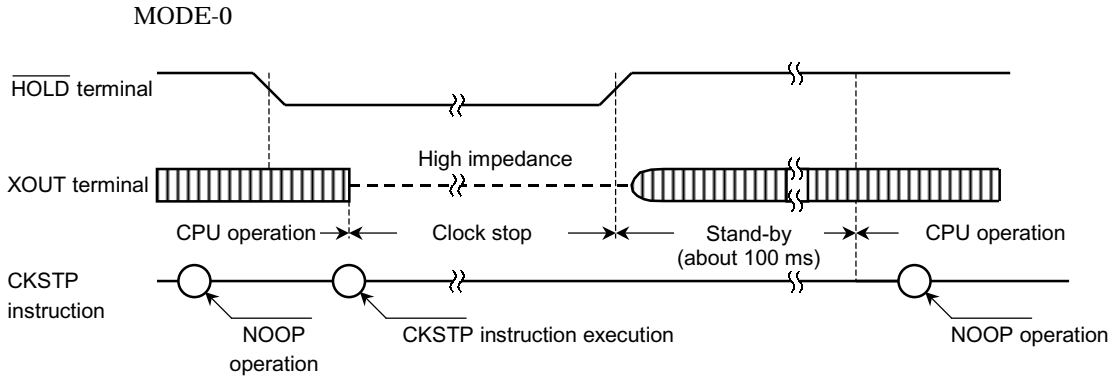 MODE-0
HOLD terminal
High impedance
XOUT terminal
CPU operation
Clock stop
Stand-by
(about 100 ms)
CPU operation
CKSTP
instruction
NOOP
operation
CKSTP instruction execution
NOOP operation